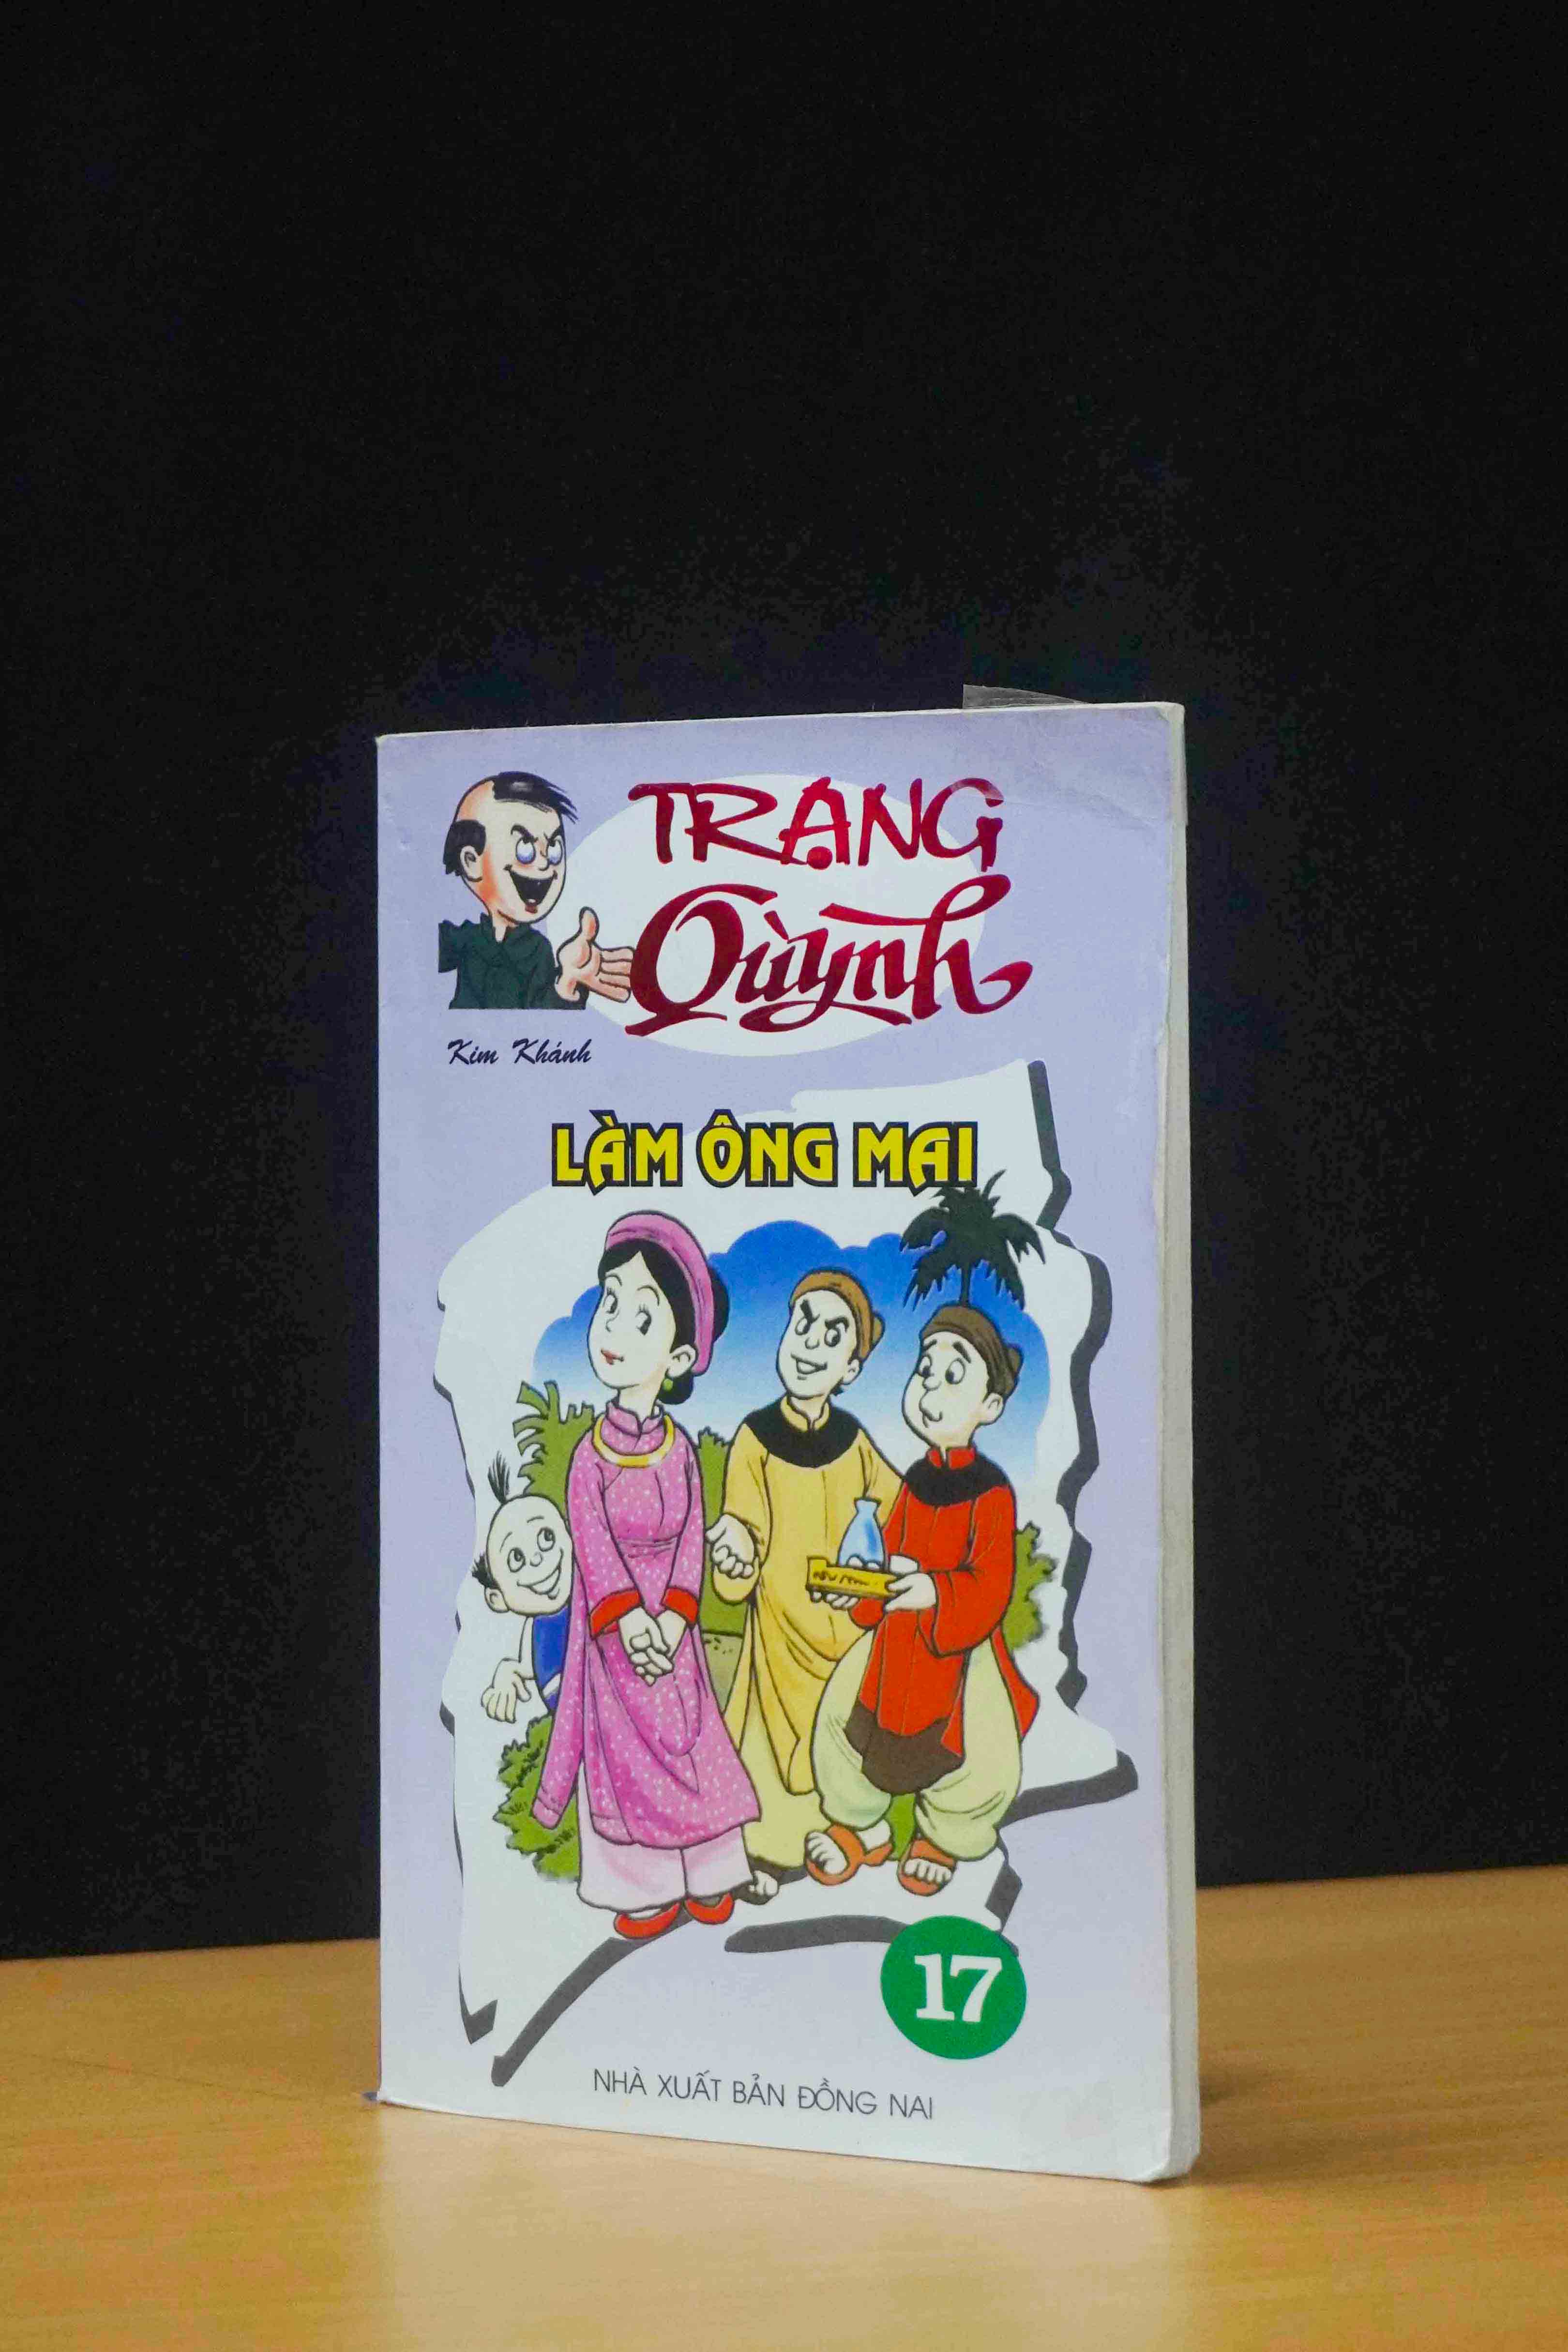 TRẠNG
Quỳnh
Kim Khánh
LÀM ÔNG MAI
17
NHÀ XUẤT BẢN ĐỒNG NAI